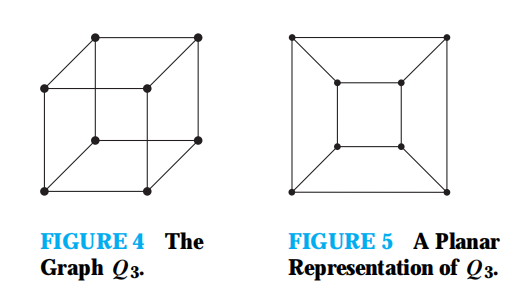 FIGURE 4 The
Graph Q3.
FIGURE 5 A Planar
Representation of Q3.